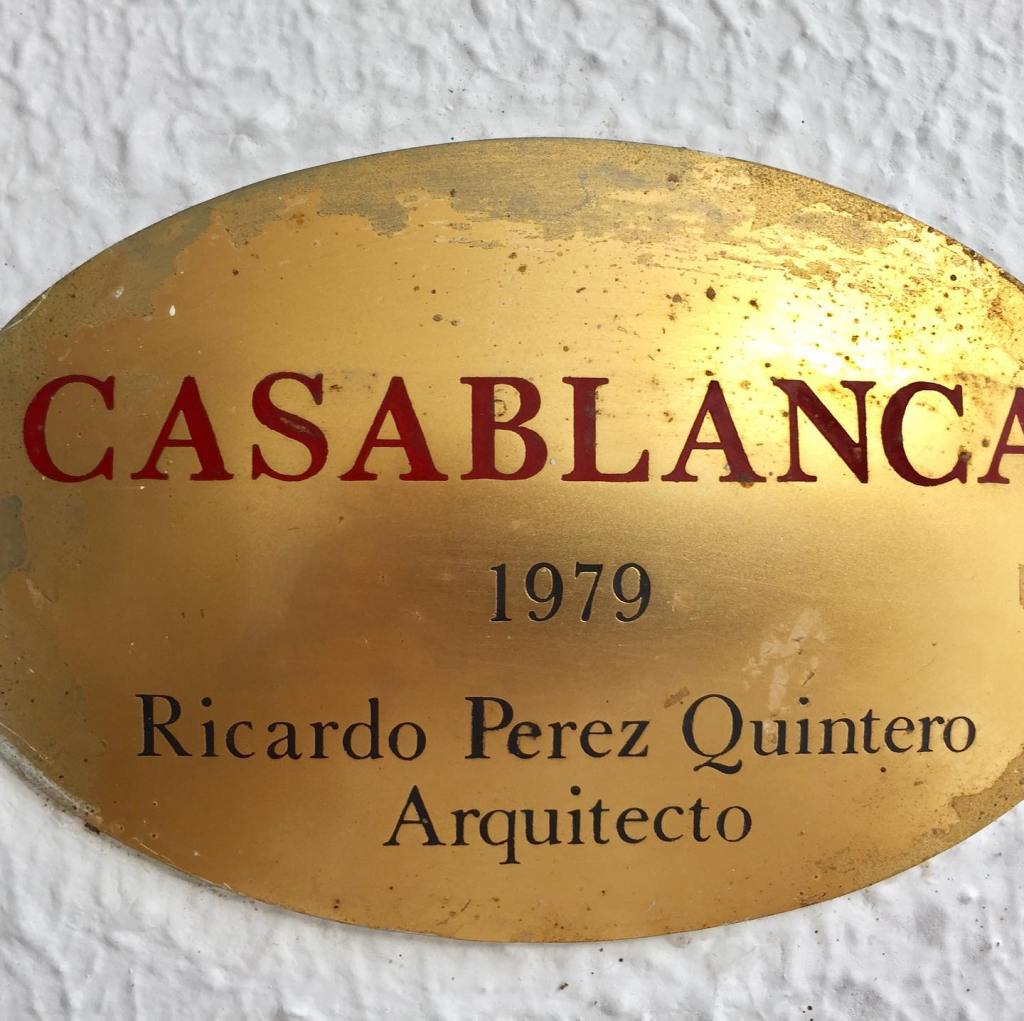 CASABLANCA
1979
Ricardo Perez Quintero
Arquitecto